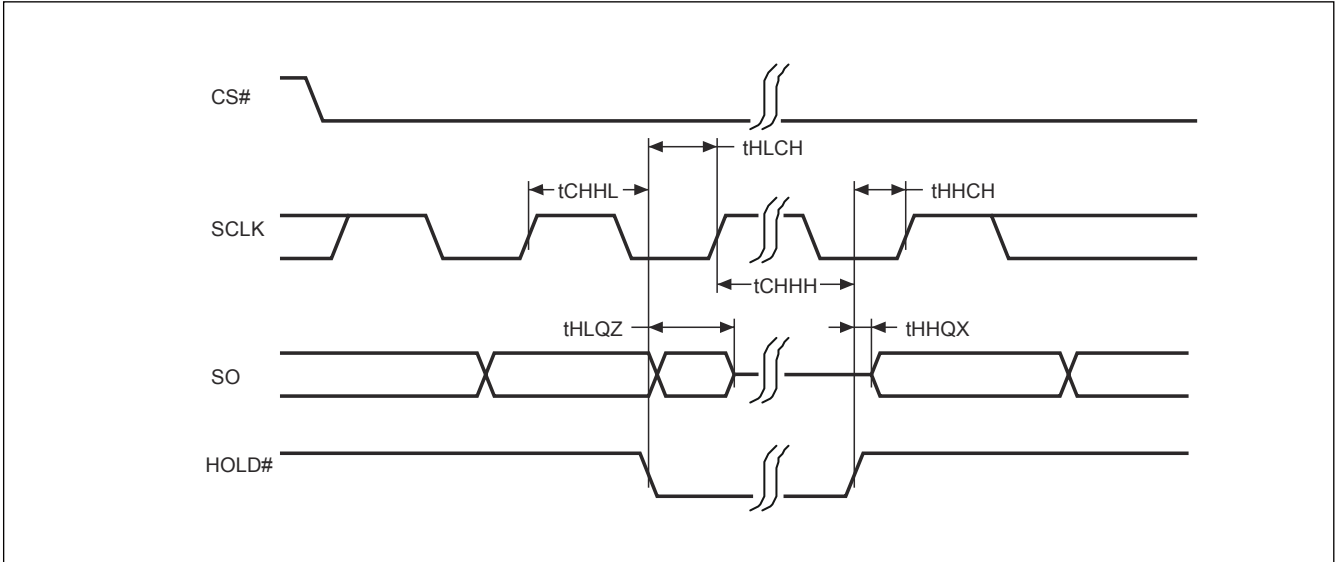 CS#
tHLCH
tCHHL
tHHCH
SCLK
tCHHH
tHLQZ
tHHQX
SO
HOLD#